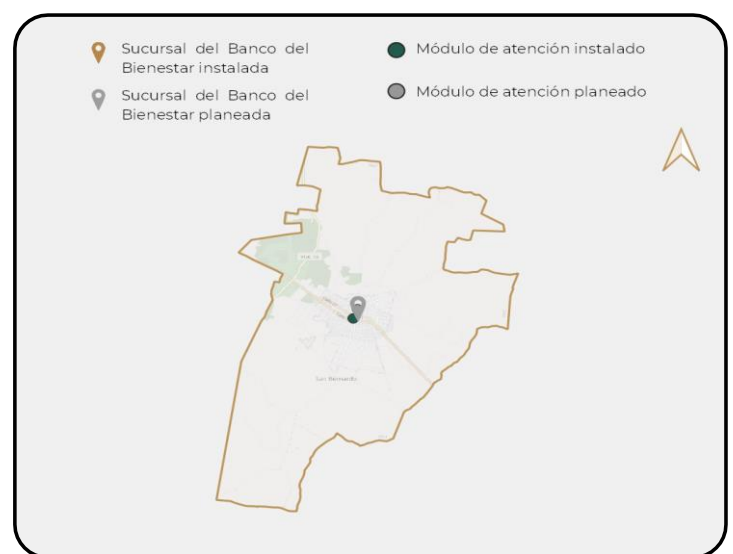 Sucursal del Banco del
Bienestar instalada
Sucursal del Banco del
Bienestar planeada
Módulo de atención instalado
Módulo de atención planeado
San Bernardo